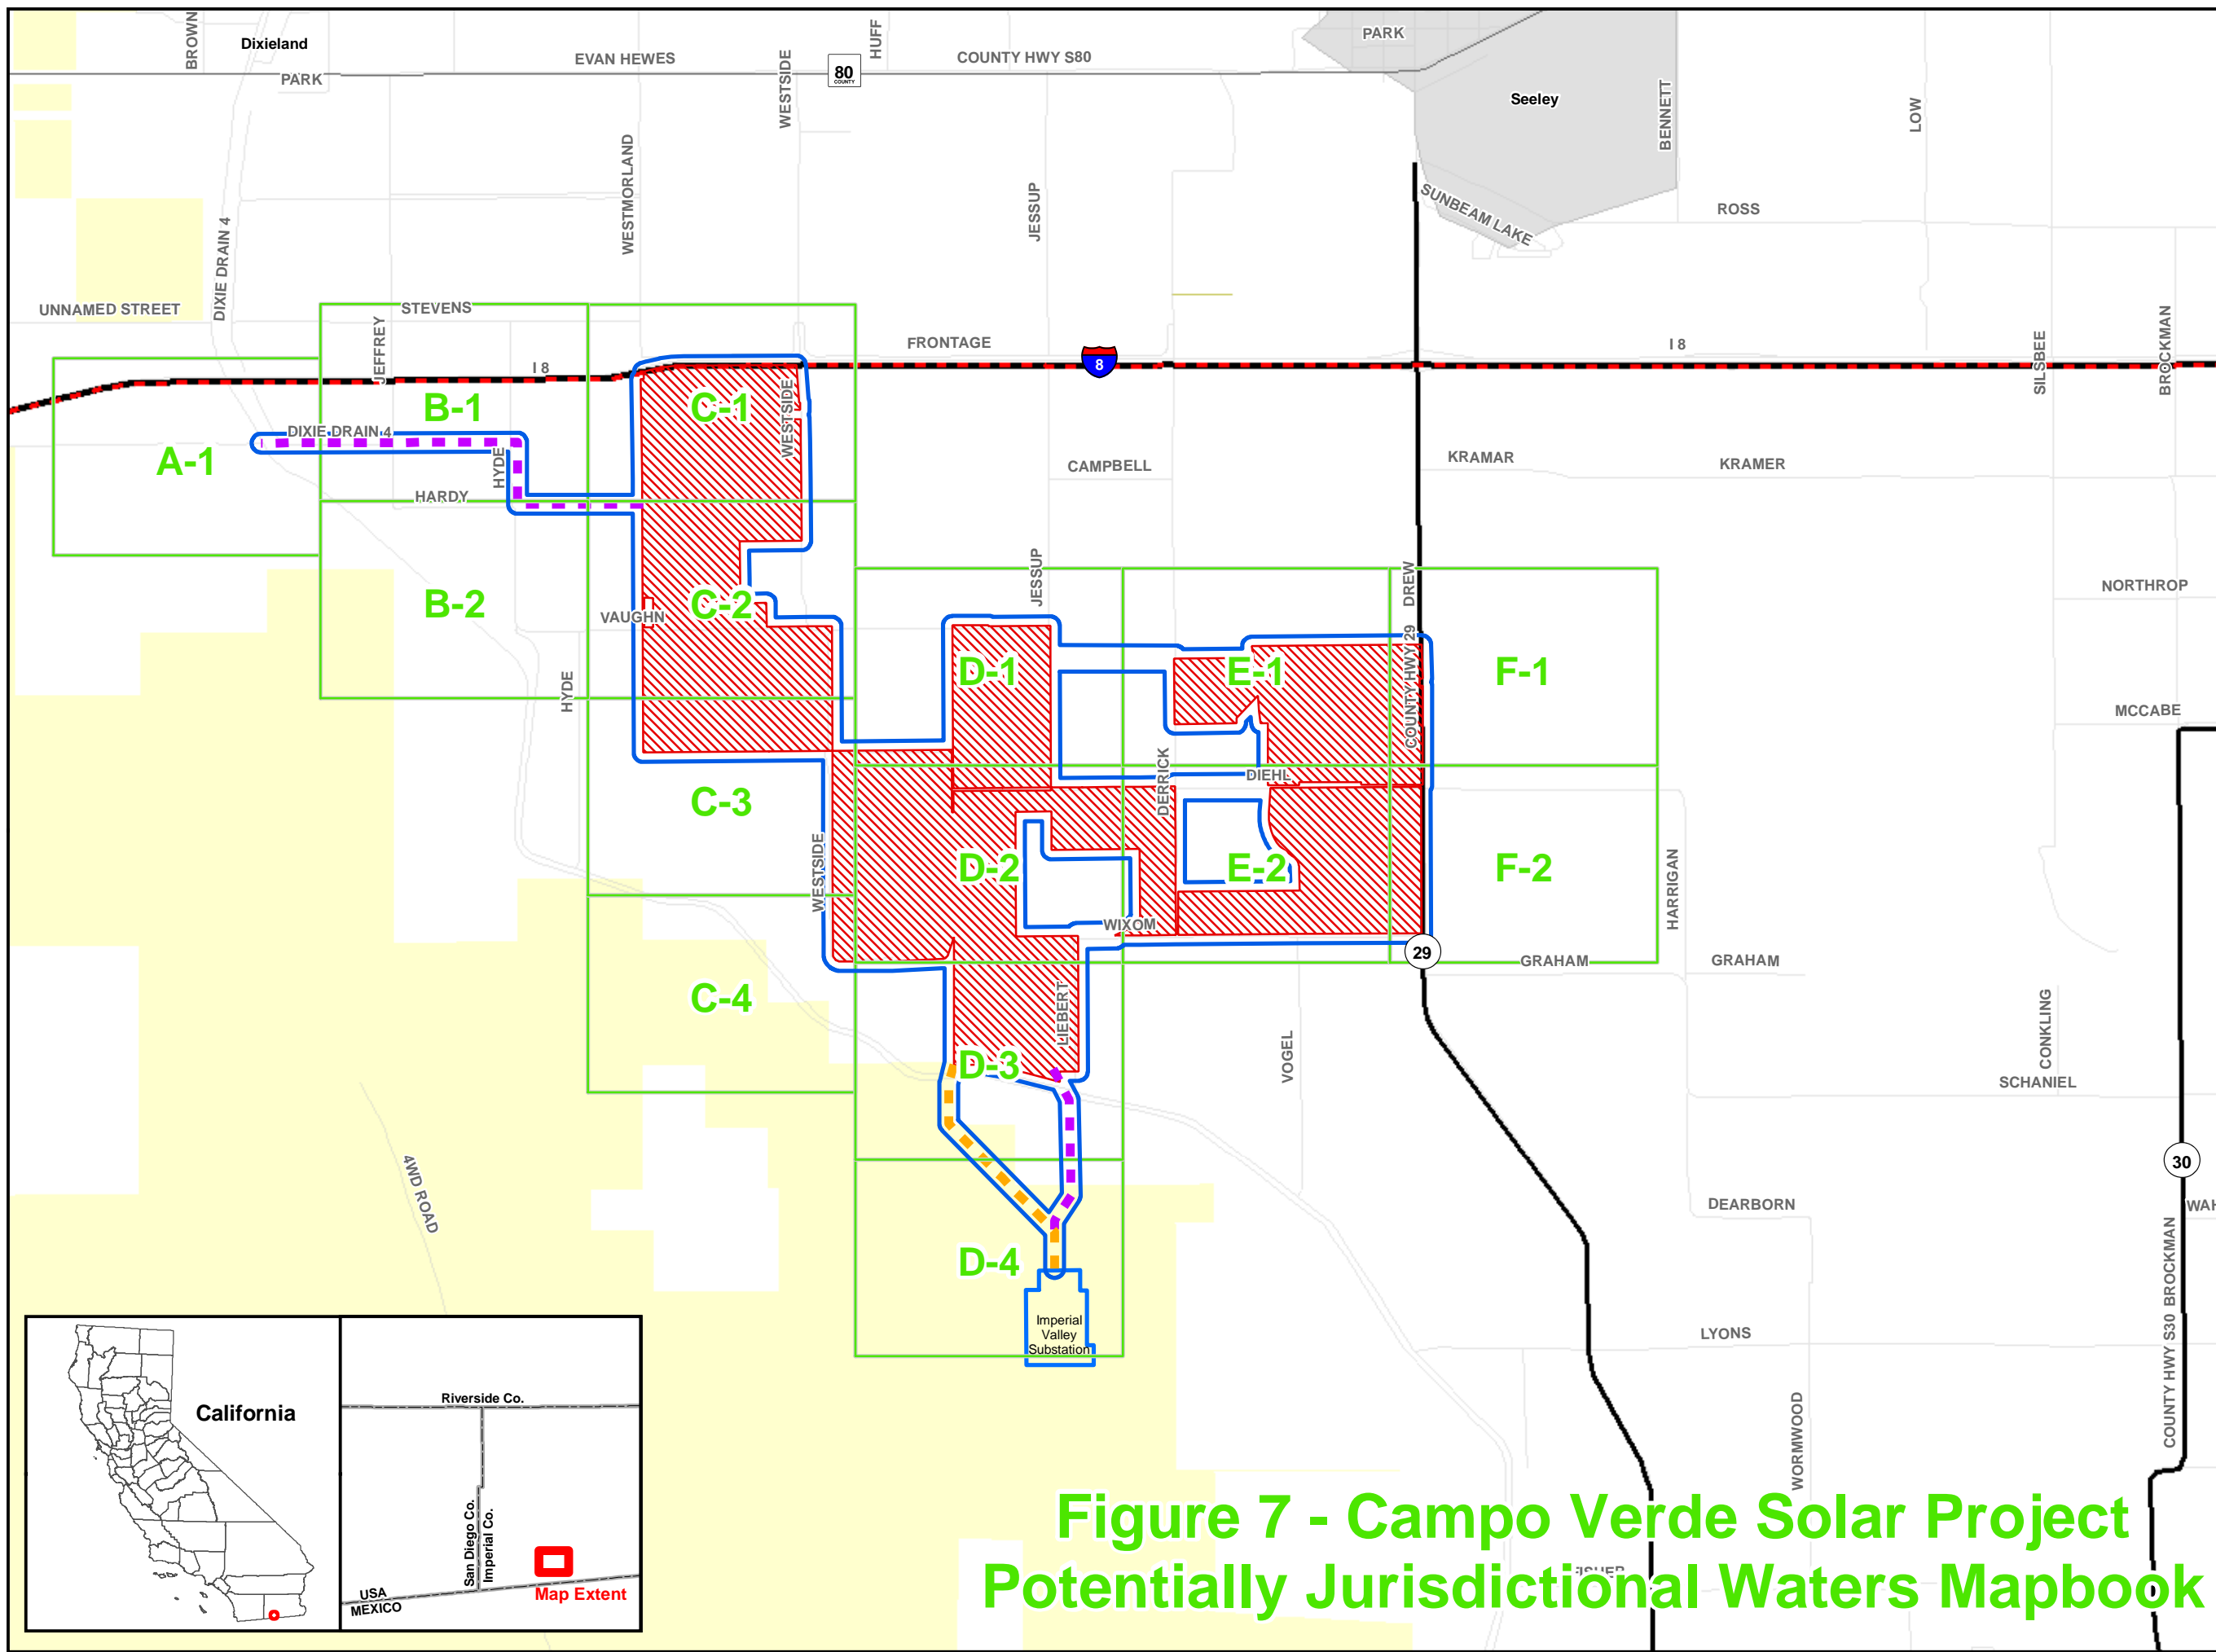 BROWN
Dixieland
PARK
EVAN HEWES
WESTSIDE
80
COUNTY
HUFF
COUNTY HWY S80
PARK
Seeley
BENNETT
LOW
WESTMORLAND
JESSUP
SUNBEAM LAKE
ROSS
DIXIE DRAIN 4
UNNAMED STREET
STEVENS
JEFFREY
FRONTAGE
8
I 8
I 8
SILSBEE
BROCKMAN
A-1
B-1
C-1
WESTSIDE
DIXIE DRAIN 4
HYDE
HARDY
CAMPBELL
KRAMAR
KRAMER
JESSUP
DREW
NORTHROP
B-2
C-2
VAUGHN
HYDE
D-1
E-1
COUNTY HWY 29
F-1
MCCABE
C-3
WESTSIDE
DERRICK
DIEHL
D-2
E-2
F-2
HARRIGAN
WIXOM
29
GRAHAM
GRAHAM
C-4
LIEBERT
D-3
VOGEL
CONKLING
SCHANIEL
4WD ROAD
30
DEARBORN
WAH
D-4
Imperial
Valley
Substation
LYONS
COUNTY HWY S30 BROCKMAN
WORMWOOD
California
Riverside Co.
San Diego Co.
Imperial Co.
USA
MEXICO
Map Extent
Figure 7 - Campo Verde Solar Project
FISHER
Potentially Jurisdictional Waters Mapbook